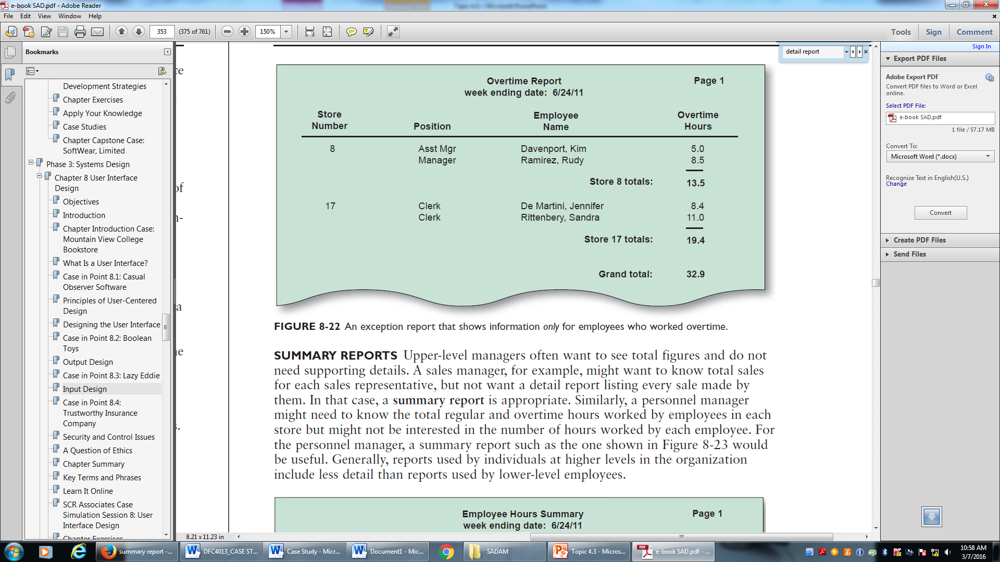 e-book SAD.pdf - Adobe Reader
Topic 4.3 - Microsoft PowerPoint
File Edit View Window Help
353 (375 of 761) 150% Tools Sign Comment
Bookmarks
Development Strategies
Chapter Exercises
Apply Your Knowledge
Case Studies
Chapter Capstone Case:
SoftWear, Limited
Phase 3: Systems Design
Chapter 8 User Interface
Design
Objectives
Introduction
Chapter Introduction Case:
Mountain View College
Bookstore
What Is a User Interface?
Case in Point 8.1: Casual
Observer Software
Principles of User-Centered
Design
Designing the User Interface
Case in Point 8.2: Boolean
Toys
Output Design
Case in Point 8.3: Lazy Eddie
Input Design
Case in Point 8.4:
Trustworthy Insurance
Company
Security and Control Issues
A Question of Ethics
Chapter Summary
Key Terms and Phrases
Learn It Online
SCR Associates Case
Simulation Session 8: User
Interface Design
Chapter Exercises
ce
of
n-
a
ne
s.
detail report
Overtime Report Page 1
week ending date: 6/24/11
Store Employee Overtime
Number Position Name Hours
8 Asst Mgr Davenport, Kim 5.0
Manager Ramirez, Rudy 8.5
Store 8 totals: 13.5
17 Clerk De Martini, Jennifer 8.4
Clerk Rittenbery, Sandra 11.0
Store 17 totals: 19.4
Grand total: 32.9
FIGURE 8-22 An exception report that shows information only for employees who worked overtime.
SUMMARY REPORTS Upper-level managers often want to see total figures and do not
need supporting details. A sales manager, for example, might want to know total sales
for each sales representative, but not want a detail report listing every sale made by
them. In that case, a summary report is appropriate. Similarly, a personnel manager
might need to know the total regular and overtime hours worked by employees in each
store but might not be interested in the number of hours worked by each employee. For
the personnel manager, a summary report such as the one shown in Figure 8-23 would
be useful. Generally, reports used by individuals at higher levels in the organization
include less detail than reports used by lower-level employees.
Employee Hours Summary Page 1
week ending date: 6/24/11
8.21 x 11.23 in
Sign In
Export PDF Files
Adobe Export PDF
Convert PDF files to Word or Excel
online.
Select PDF File:
e-book SAD.pdf
1 file / 57.17 MB
Convert To:
Microsoft Word (*.docx)
Recognize Text in English(U.S.)
Change
Convert
Create PDF Files
Send Files
summary report -... DFC4013_CASE ST... Case Study - Micr... Document1 - Mic... SADAM Topic 4.3 - Micros... e-book SAD.pdf - ...
10:58 AM
3/7/2016